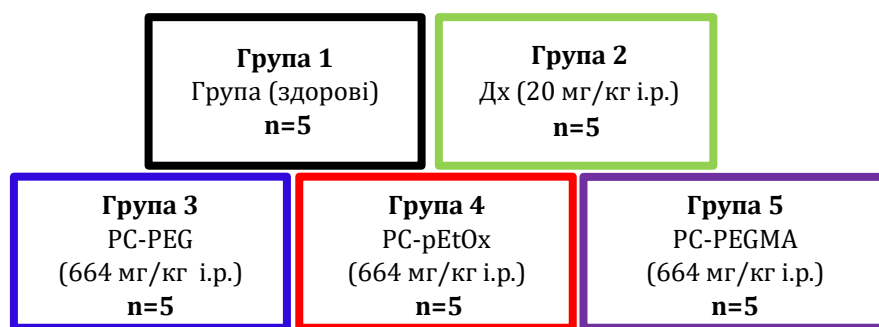 Група 1
Група (здорові)
n=5
Група 2
Дх (20 мг/кг i.p.)
n=5
Група 3
PC-PEG
(664 мг/кг i.p.)
n=5
Група 4
PC-pEtOx
(664 мг/кг i.p.)
n=5
Група 5
PC-PEGMA
(664 мг/кг i.p.)
n=5